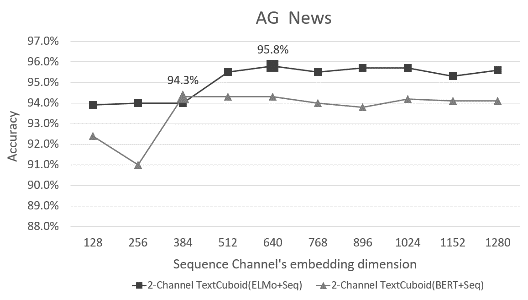 AG News
97.0%
96.0%
95.0%
94.0%
93.0%
92.0%
91.0%
90.0%
89.0%
88.0%
Accuracy
95.8%
94.3%
128 256 384 512 640 768 896 1024 1152 1280
Sequence Channel's embedding dimension
2-Channel TextCuboid(ELMo+Seq) 2-Channel TextCuboid(BERT+Seq)